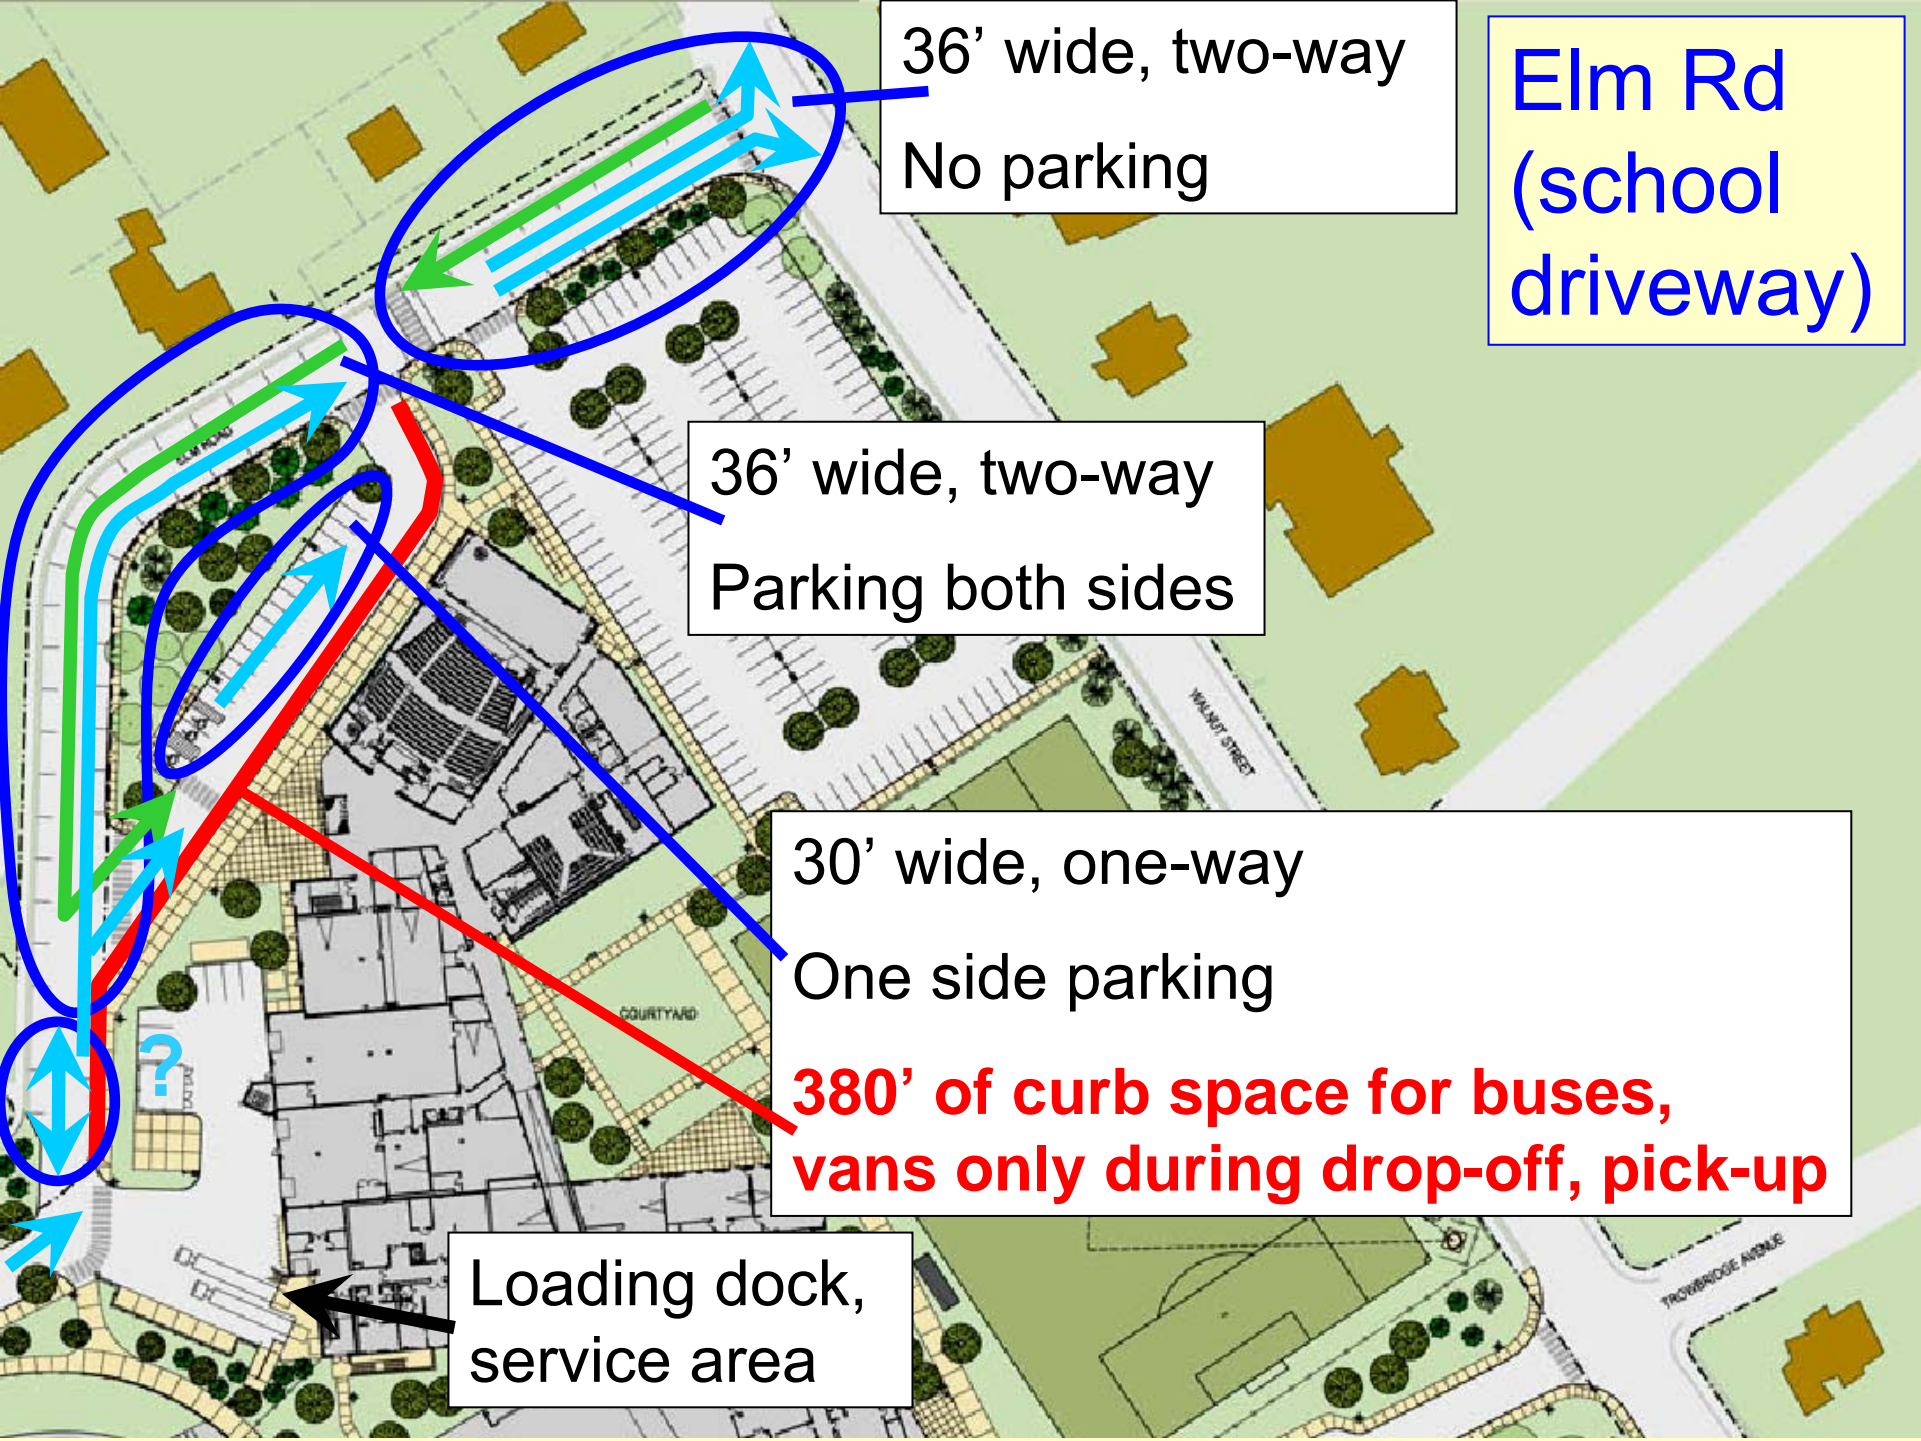 36’ wide, two-way
No parking
Elm Rd
(school
driveway)
ELM ROAD
36’ wide, two-way
Parking both sides
WALNUT STREET
30’ wide, one-way
One side parking
380’ of curb space for buses,
vans only during drop-off, pick-up
COURTYARD
?
TROWBRIDGE AVENUE
Loading dock,
service area